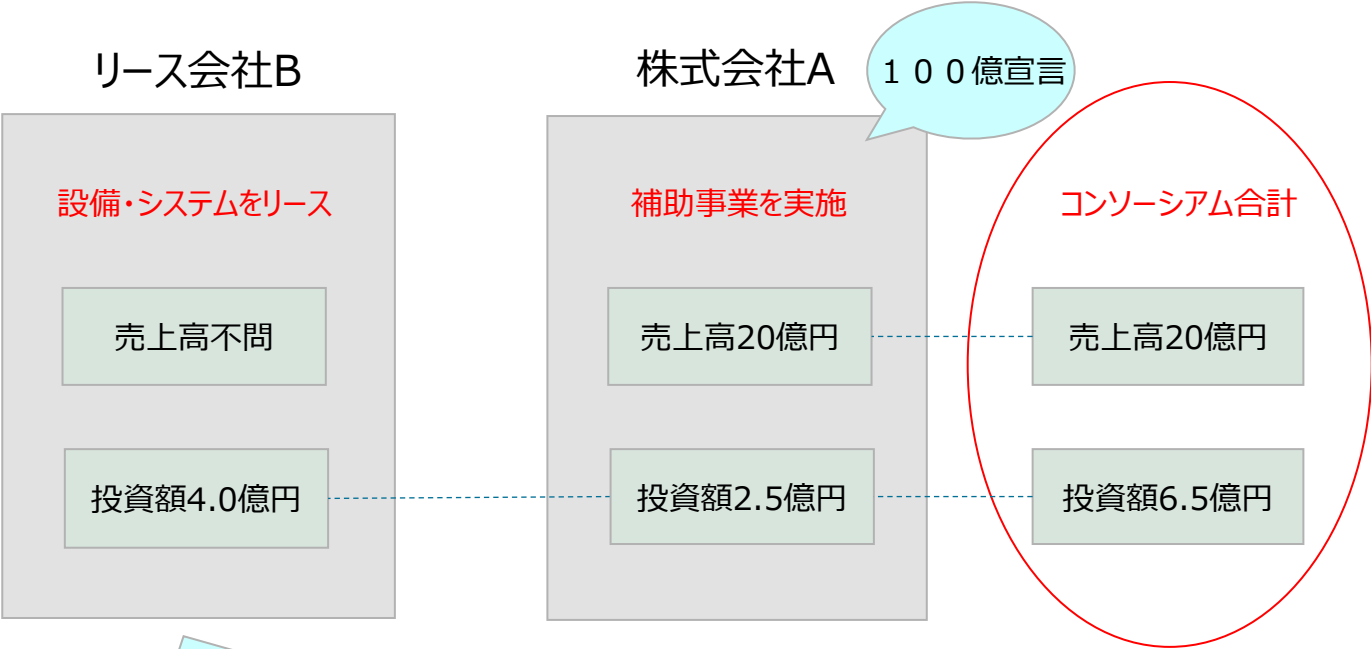 リース会社B
株式会社A
１００億宣言
設備・システムをリース
補助事業を実施
コンソーシアム合計
売上高不問
売上高20億円
売上高20億円
投資額4.0億円
投資額2.5億円
投資額6.5億円